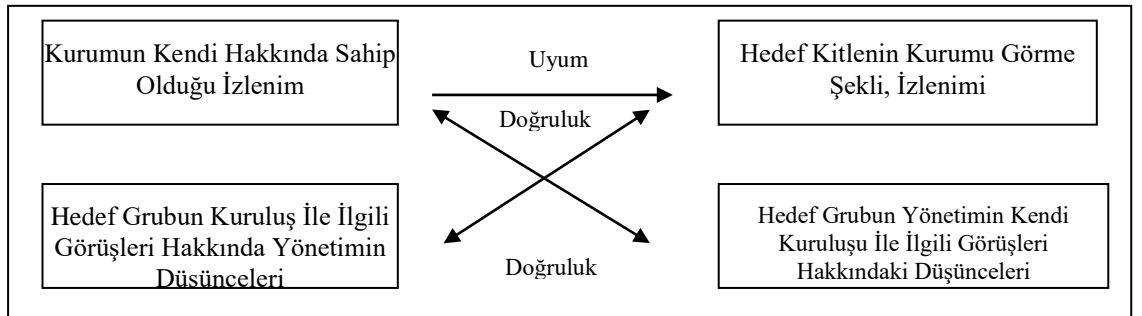 Kurumun Kendi Hakkında Sahip
Olduğu İzlenim
Uyum
Hedef Kitlenin Kurumu Görme
Şekli, İzlenimi
Doğruluk
Hedef Grubun Kuruluş İle İlgili
Görüşleri Hakkında Yönetimin
Düşünceleri
Doğruluk
Hedef Grubun Yönetimin Kendi
Kuruluşu İle İlgili Görüşleri
Hakkındaki Düşünceleri